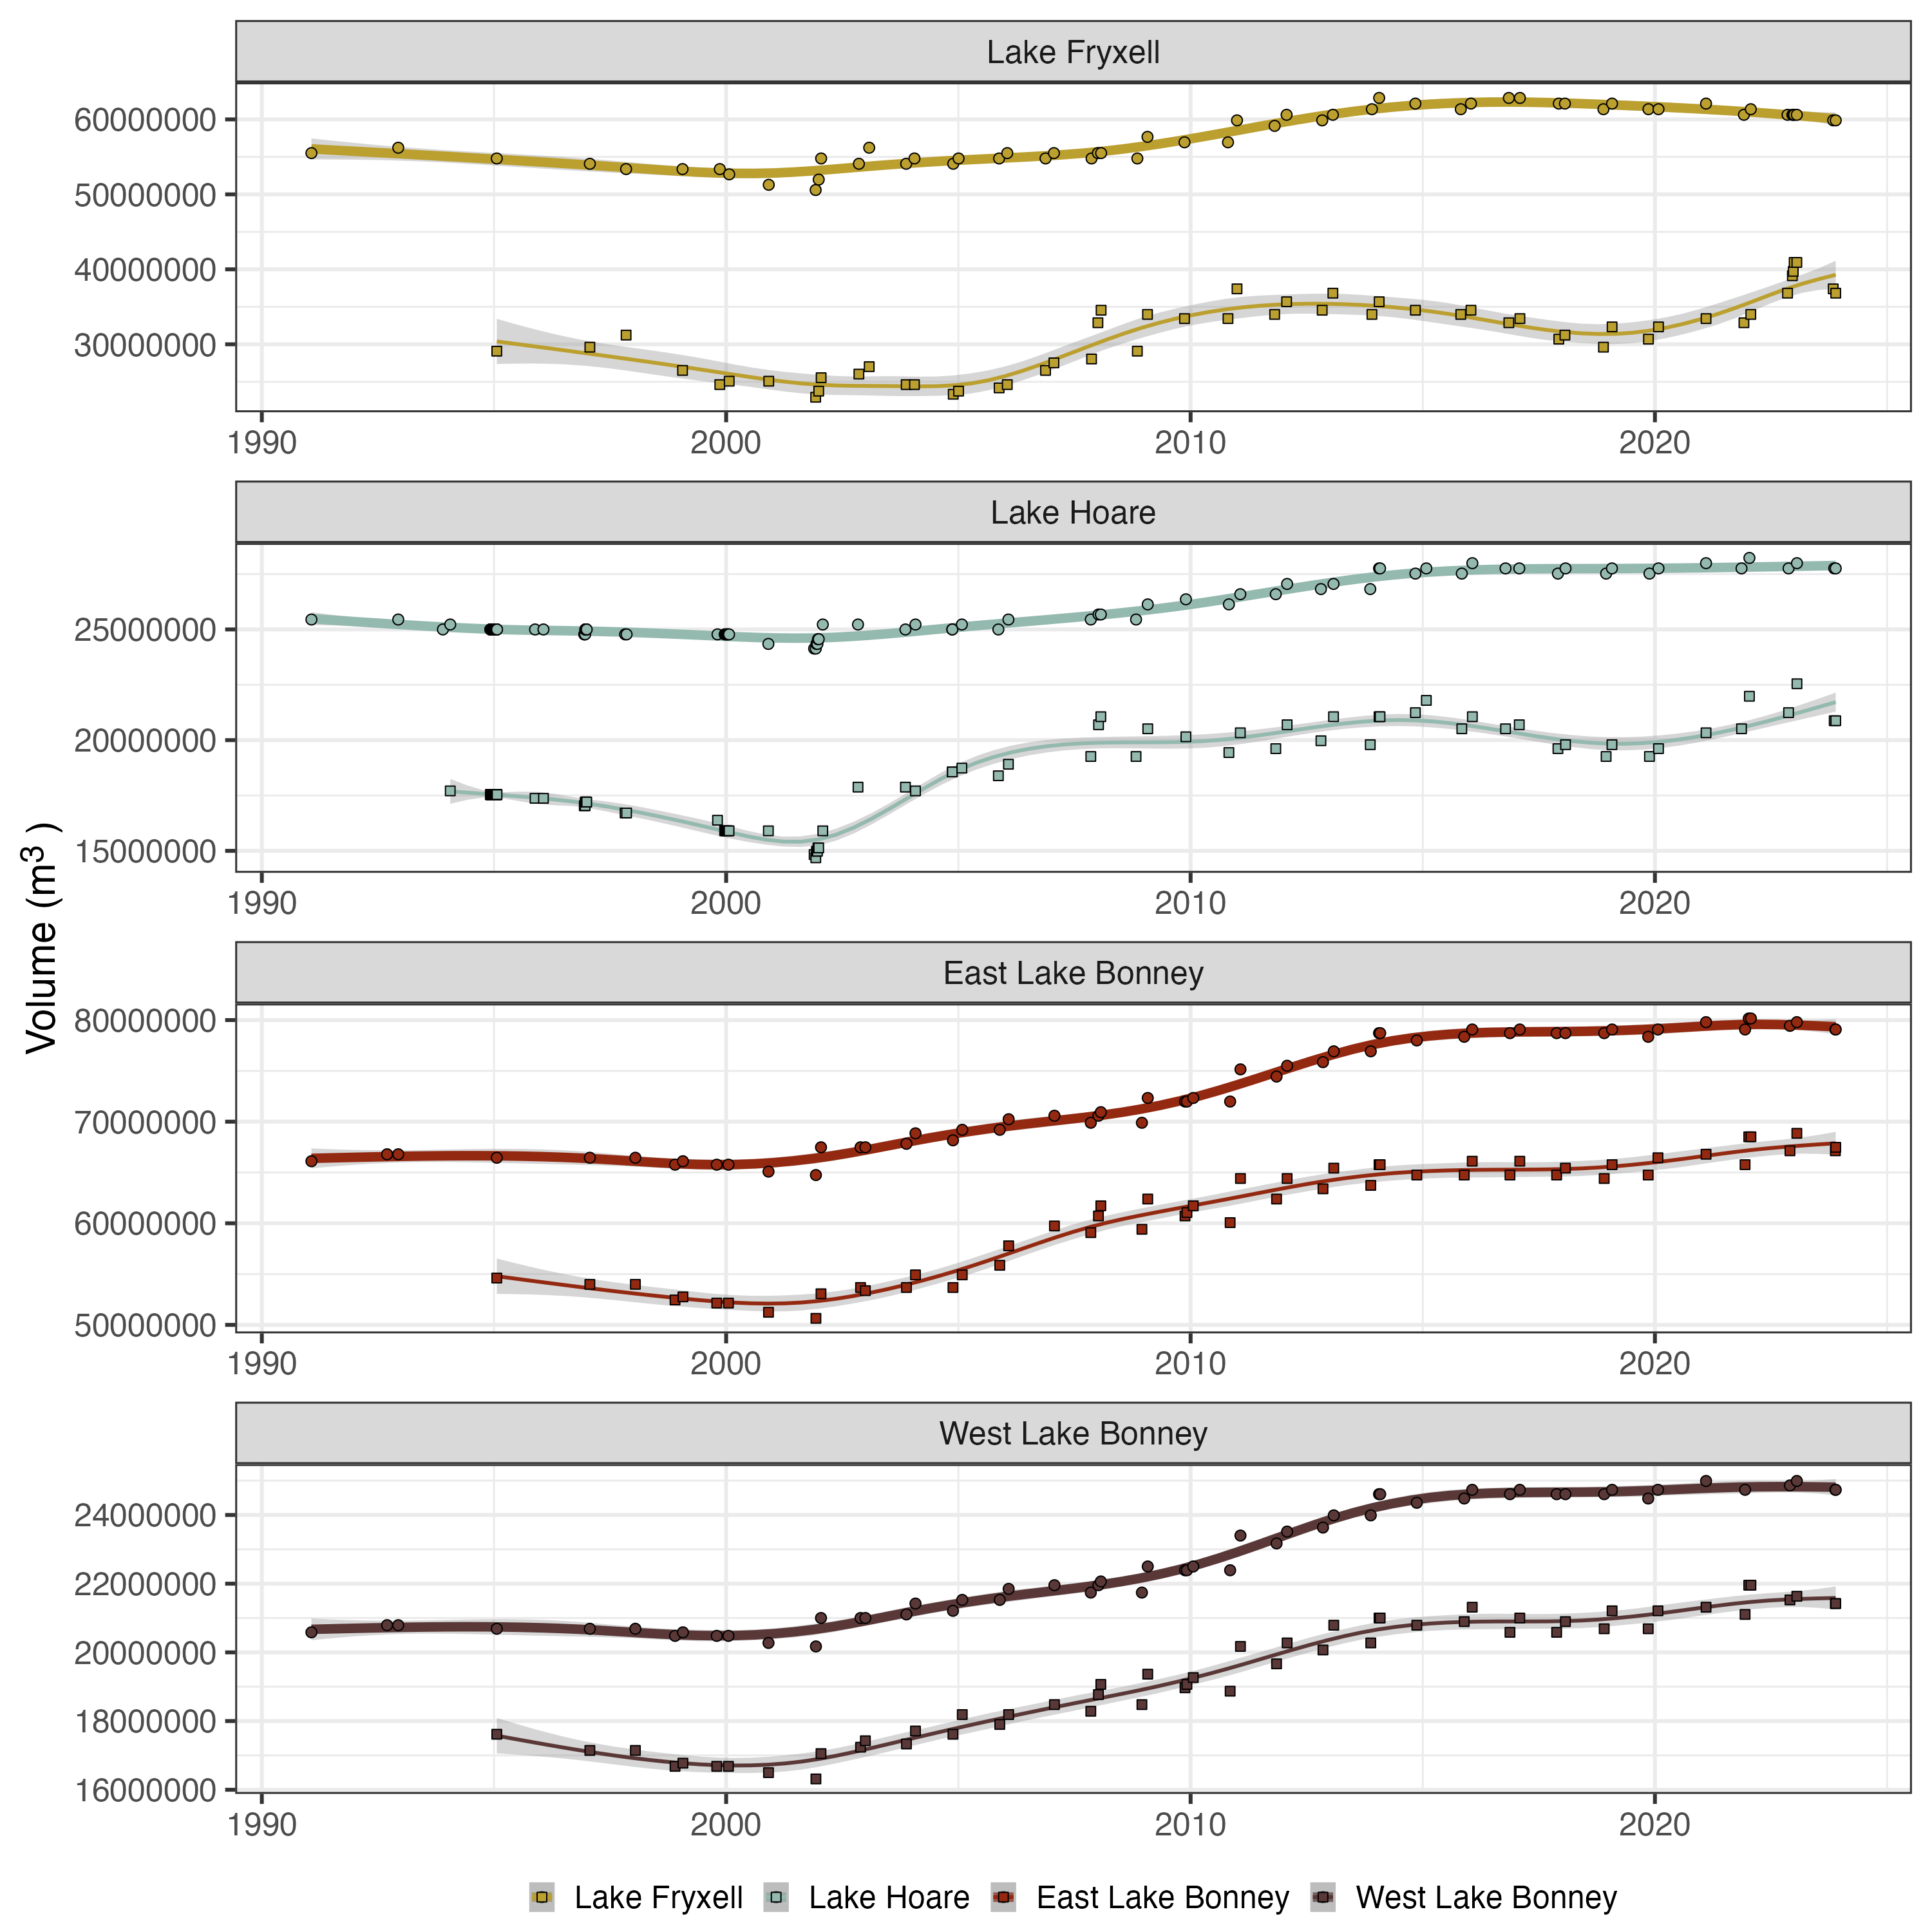 Lake Fryxell
60000000
50000000
40000000
30000000
1990 2000 2010 2020
Lake Hoare
25000000
20000000
15000000
1990 2000 2010 2020
Volume (m³ )
East Lake Bonney
80000000
70000000
60000000
50000000
1990 2000 2010 2020
West Lake Bonney
24000000
22000000
20000000
18000000
16000000
1990 2000 2010 2020
Lake Fryxell Lake Hoare East Lake Bonney West Lake Bonney